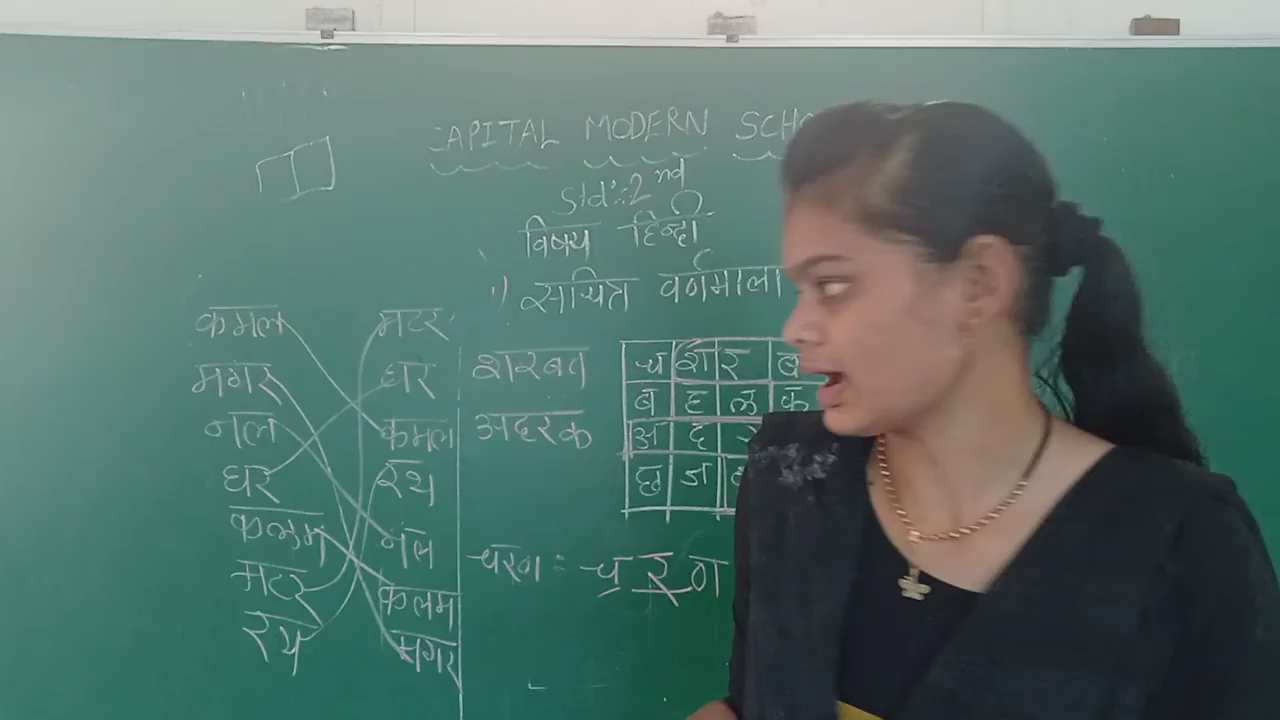 CAPITAL MODERN SCHO
Std :- 2nd
विषय हिन्दी
सचित्र वर्णमाला
कमल मटर
मगर घर
नल कमल
घर रथ
कलम नल
मटर कलम
रथ मगर
शरबत
अदरक
च श र ब
ब ह ल क
अ द र
छ ज
चरण = च र ण